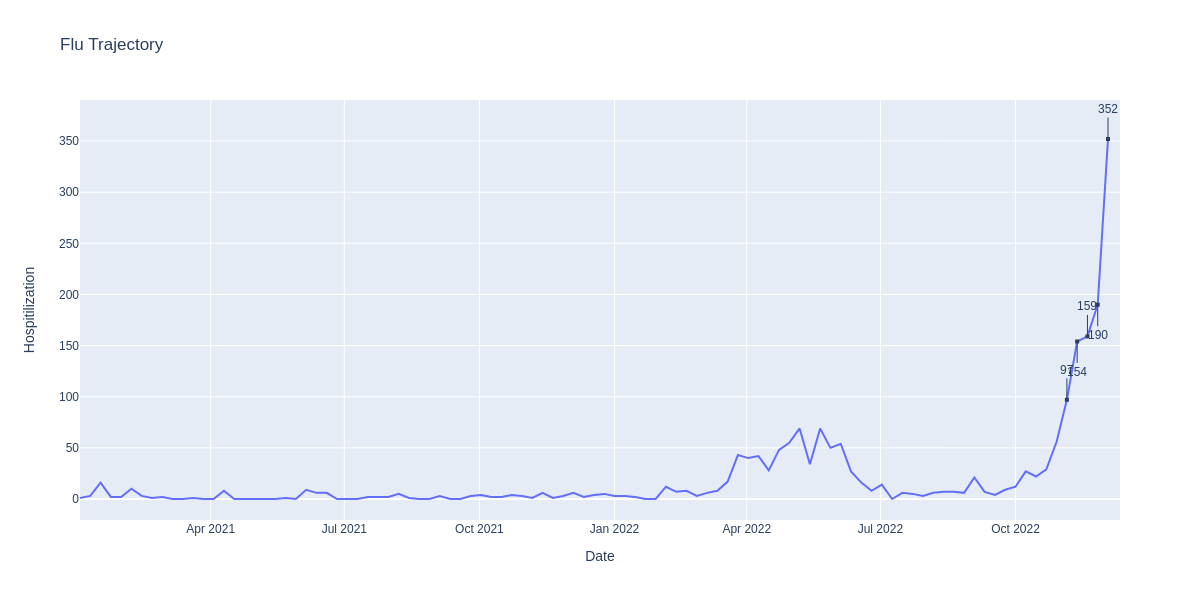 Flu Trajectory
352
350
300
250
200
159
190
150
97
154
100
50
0
Hospitilization
Apr 2021
Jul 2021
Oct 2021
Jan 2022
Apr 2022
Jul 2022
Oct 2022
Date